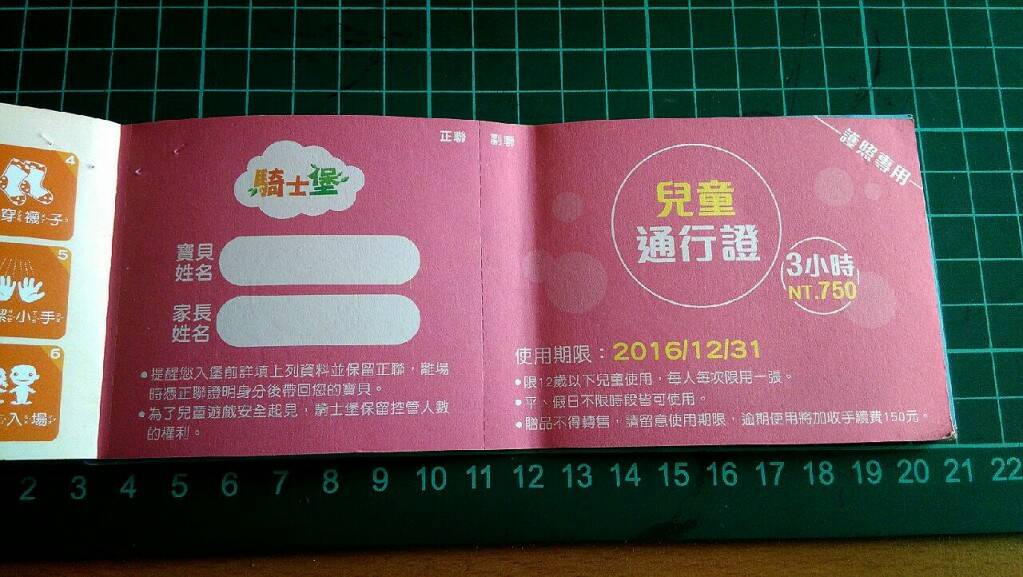 4
穿襪子
5
潔小手
6
入場
正聯
副聯
騎士堡
寶貝
姓名
家長
姓名
•提醒您入堡前詳填上列資料並保留正聯，離場
時憑正聯證明身分後帶回您的寶貝。
•為了兒童遊戲安全起見，騎士堡保留控管人數
的權利。
護照專用
兒童
通行證
3小時
NT.750
使用期限：2016/12/31
•限12歲以下兒童使用，每人每次限用一張。
•平、假日不限時段皆可使用。
•贈品不得轉售，請留意使用期限，逾期使用將加收手續費150元。
2 3 4 5 6 7 8 9 10 11 12 13 14 15 16 17 18 19 20 21 22